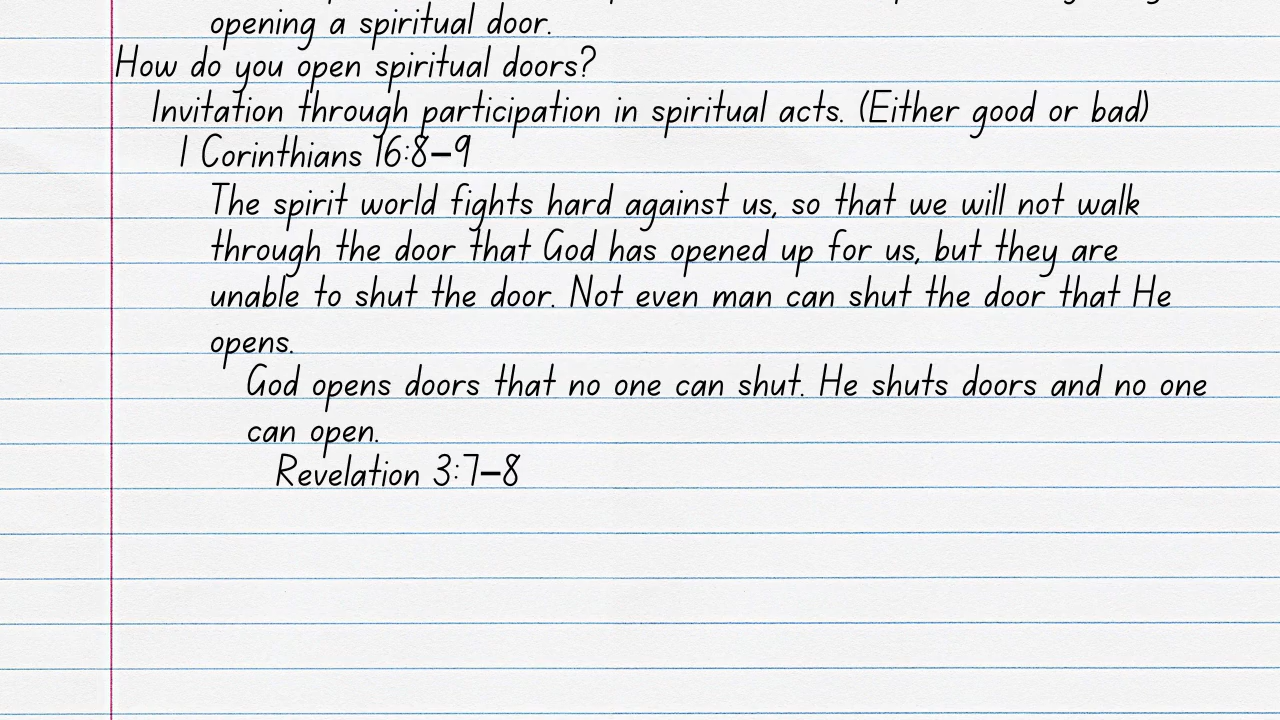 opening a spiritual door.
How do you open spiritual doors?
Invitation through participation in spiritual acts. (Either good or bad)
1 Corinthians 16:8–9
The spirit world fights hard against us, so that we will not walk
through the door that God has opened up for us, but they are
unable to shut the door. Not even man can shut the door that He
opens.
God opens doors that no one can shut. He shuts doors and no one
can open.
Revelation 3:7–8